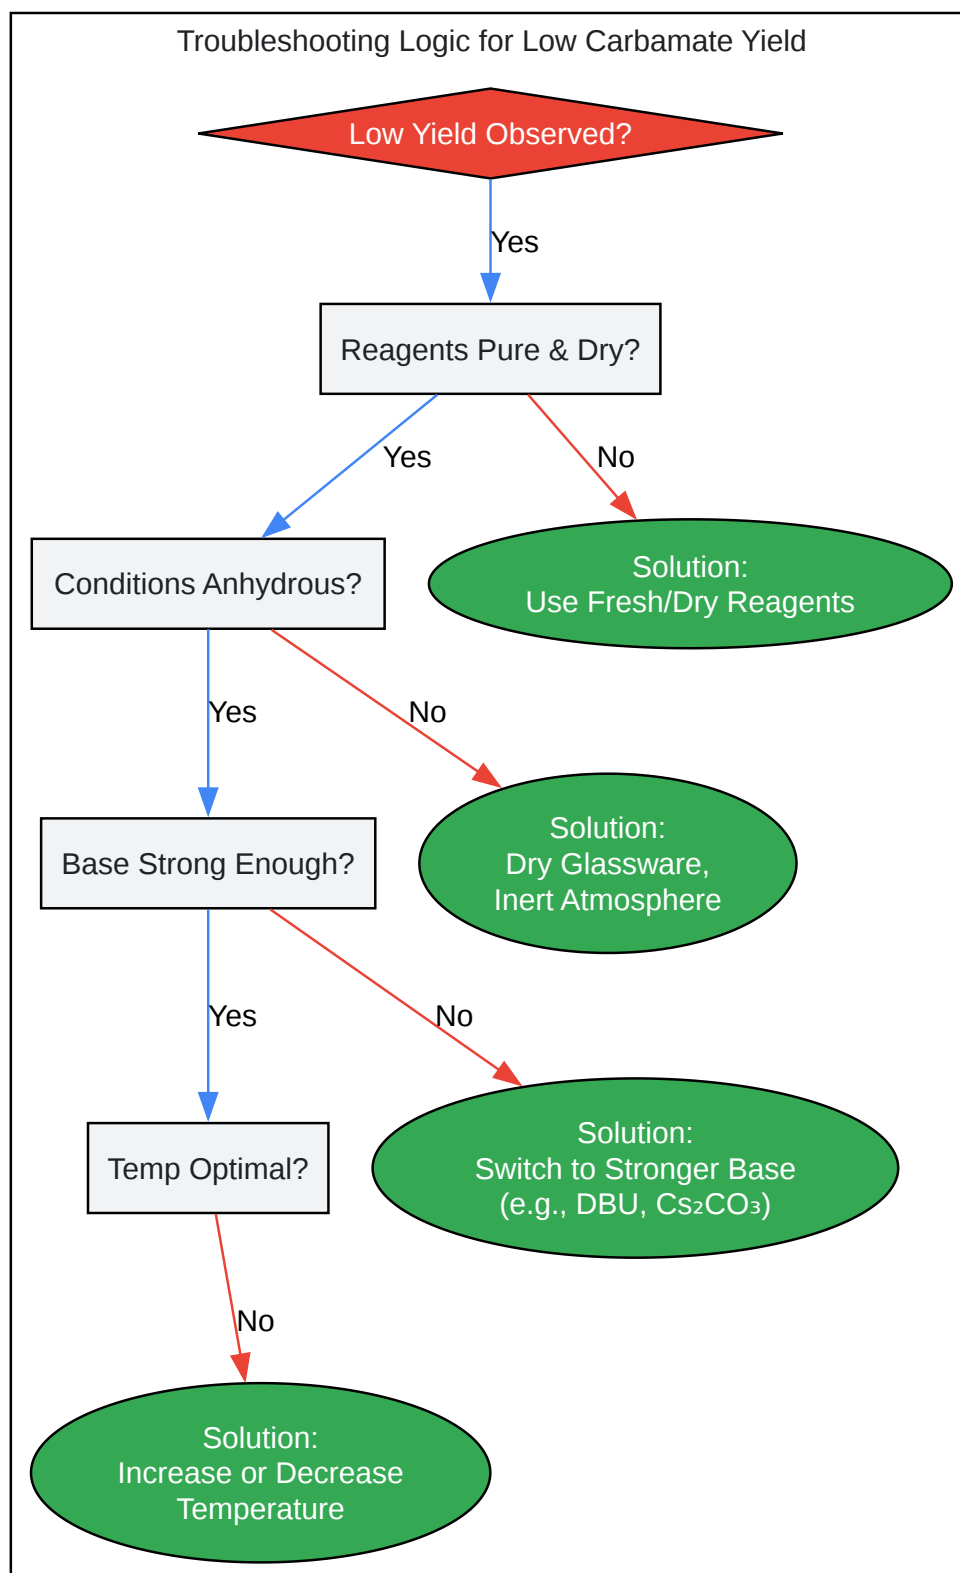 Troubleshooting Logic for Low Carbamate Yield
Low Yield Observed?
Yes
Reagents Pure & Dry?
Yes
No
Conditions Anhydrous?
Solution:
Use Fresh/Dry Reagents
Yes
No
Base Strong Enough?
Solution:
Dry Glassware,
Inert Atmosphere
Yes
No
Temp Optimal?
Solution:
Switch to Stronger Base
(e.g., DBU, Cs₂CO₃)
No
Solution:
Increase or Decrease
Temperature